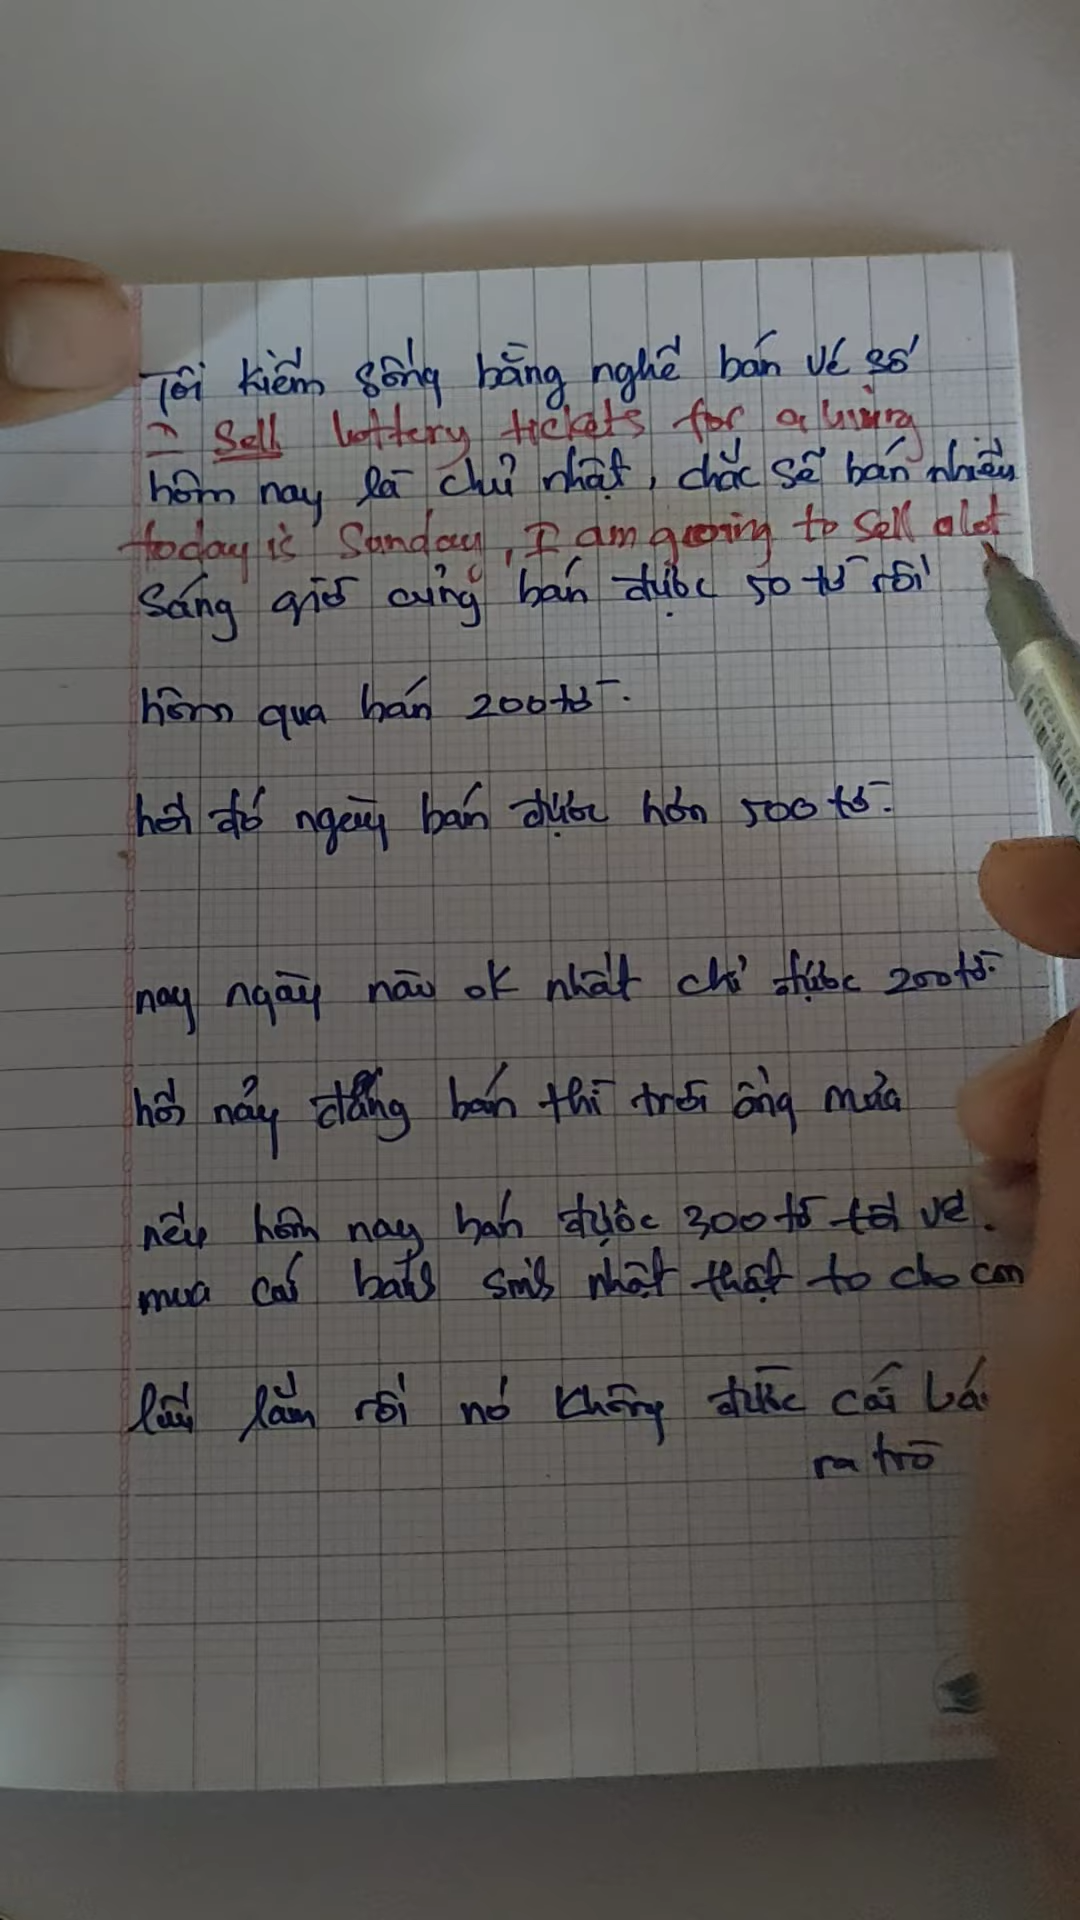 Tôi kiếm sống bằng nghề bán vé số
I sell lottery tickets for a living
hôm nay là chủ nhật, chắc sẽ bán nhiều
today is Sanday, I am gooing to sell alot
Sáng giờ cũng bán được 50 tờ rồi
hôm qua bán 200 tờ.
hồi đó ngày bán được hơn 500 tờ.
nay ngày nào ok nhất chỉ được 200 tờ.
hồi nảy đang bán thì trời ông mưa
nếu hôm nay bán được 300 tờ tôi về.
mua cái bánh sinh nhật thật to cho con
lâu lắm rồi nó không được cái
ra trò